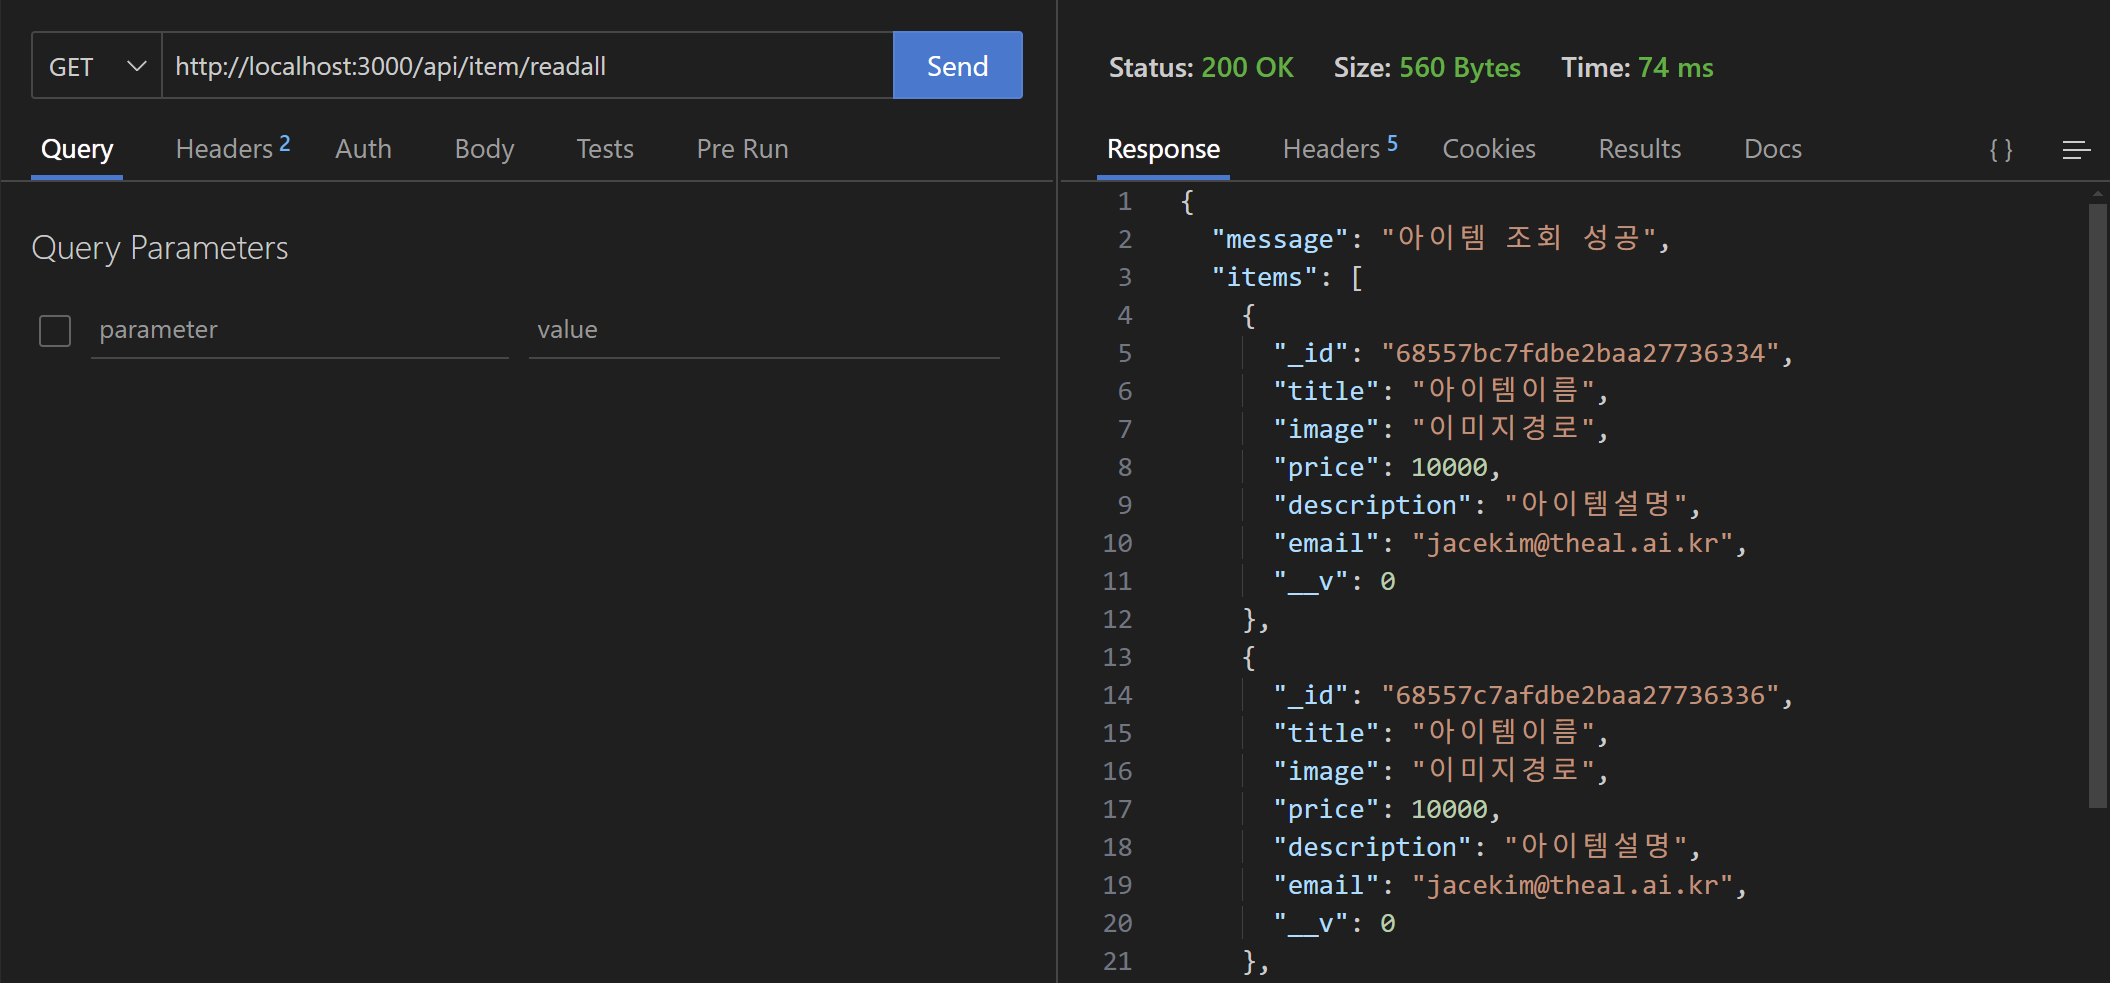 GET http://localhost:3000/api/item/readall Send
Query Headers 2 Auth Body Tests Pre Run
Query Parameters
parameter value
Status: 200 OK Size: 560 Bytes Time: 74 ms
Response Headers 5 Cookies Results Docs { }
1 {
2 "message": "아이템 조회 성공",
3 "items": [
4 {
5 "_id": "68557bc7fdbe2baa27736334",
6 "title": "아이템이름",
7 "image": "이미지경로",
8 "price": 10000,
9 "description": "아이템설명",
10 "email": "jacekim@theal.ai.kr",
11 "__v": 0
12 },
13 {
14 "_id": "68557c7afdbe2baa27736336",
15 "title": "아이템이름",
16 "image": "이미지경로",
17 "price": 10000,
18 "description": "아이템설명",
19 "email": "jacekim@theal.ai.kr",
20 "__v": 0
21 },